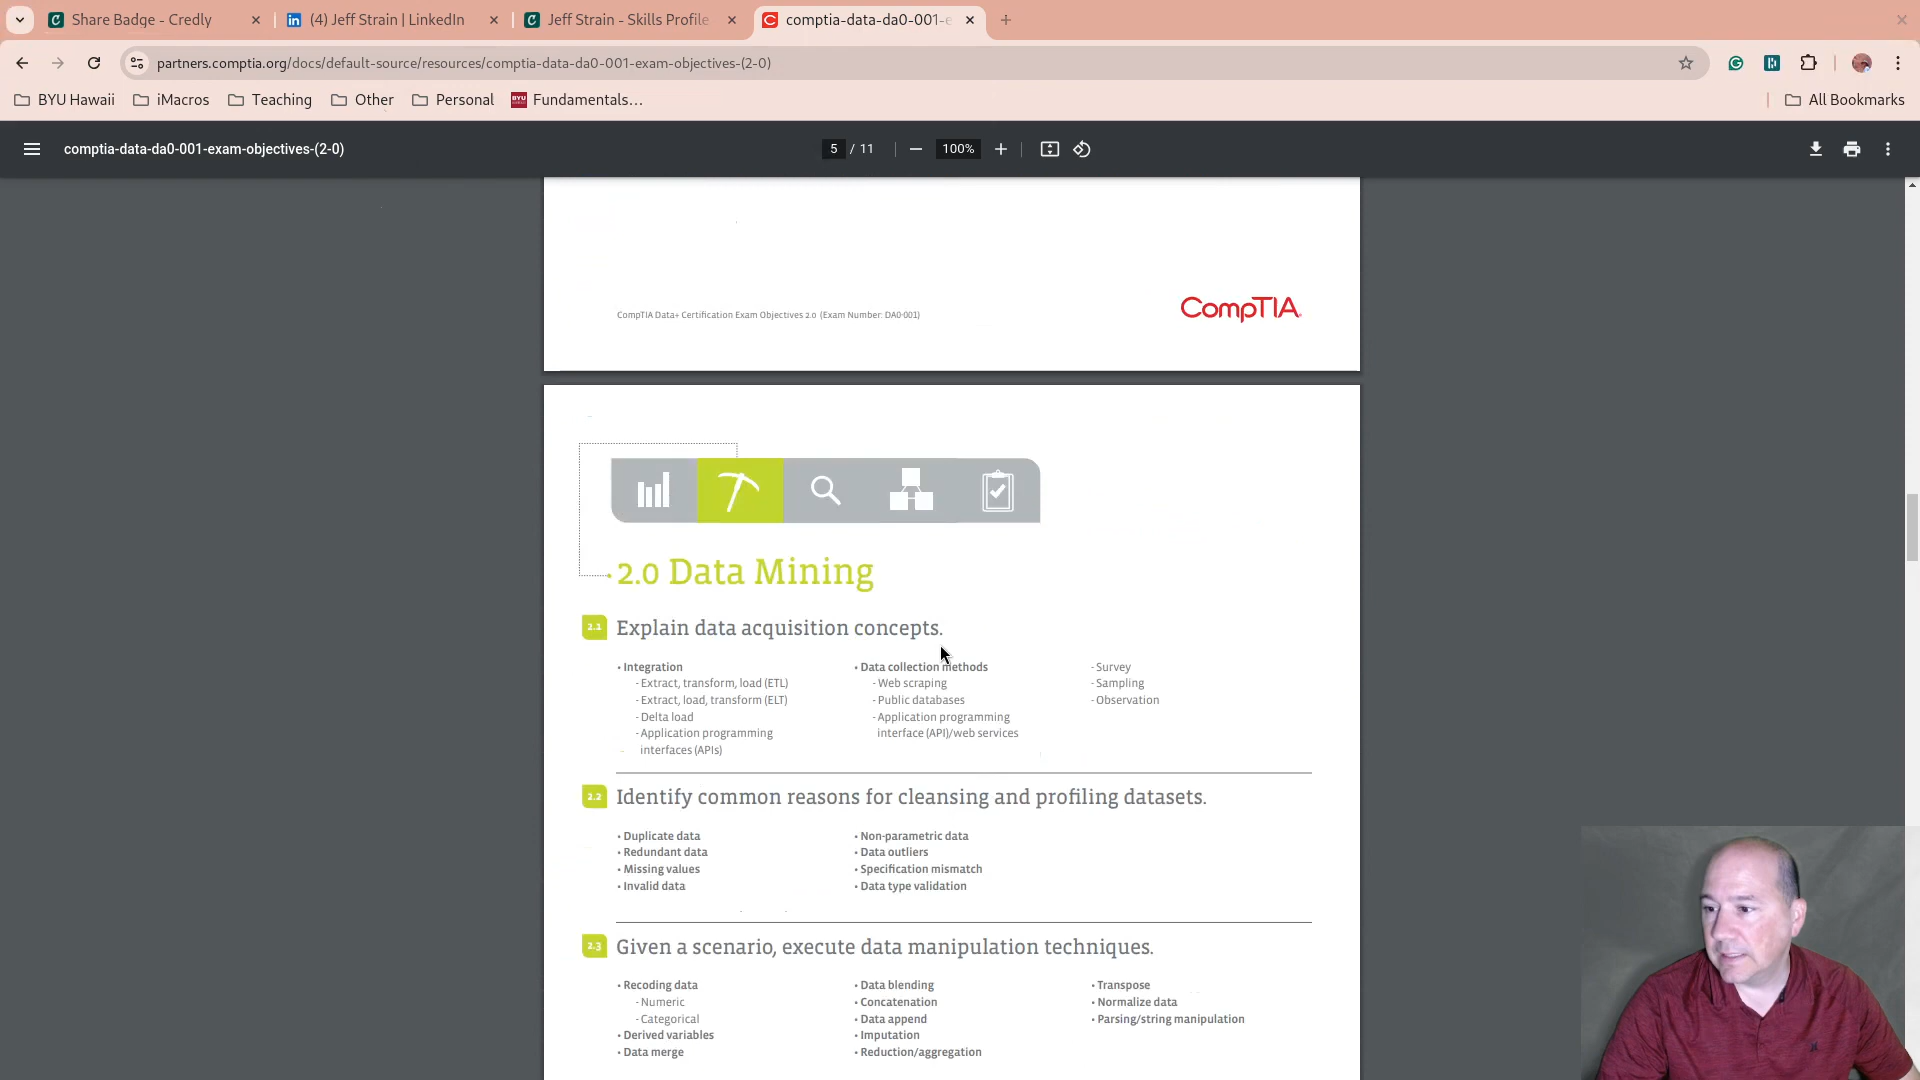 Share Badge - Credly
(4) Jeff Strain | LinkedIn
Jeff Strain - Skills Profile
comptia-data-da0-001-e
partners.comptia.org/docs/default-source/resources/comptia-data-da0-001-exam-objectives-(2-0)
BYU Hawaii
iMacros
Teaching
Other
Personal
BYU
Fundamentals…
All Bookmarks
comptia-data-da0-001-exam-objectives-(2-0)
5 / 11
100%
CompTIA Data+ Certification Exam Objectives 2.0 (Exam Number: DA0-001)
CompTIA.
2.0 Data Mining
2.1 Explain data acquisition concepts.
• Integration
- Extract, transform, load (ETL)
- Extract, load, transform (ELT)
- Delta load
- Application programming
interfaces (APIs)
• Data collection methods
- Web scraping
- Public databases
- Application programming
interface (API)/web services
- Survey
- Sampling
- Observation
2.2 Identify common reasons for cleansing and profiling datasets.
• Duplicate data
• Redundant data
• Missing values
• Invalid data
• Non-parametric data
• Data outliers
• Specification mismatch
• Data type validation
2.3 Given a scenario, execute data manipulation techniques.
• Recoding data
- Numeric
- Categorical
• Derived variables
• Data merge
• Data blending
• Concatenation
• Data append
• Imputation
• Reduction/aggregation
• Transpose
• Normalize data
• Parsing/string manipulation